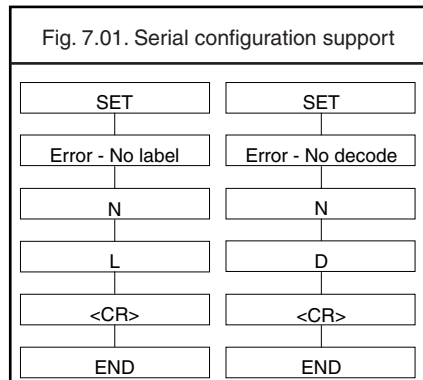 Fig. 7.01. Serial configuration support
SET
Error - No label
N
L
<CR>
END
SET
Error - No decode
N
D
<CR>
END